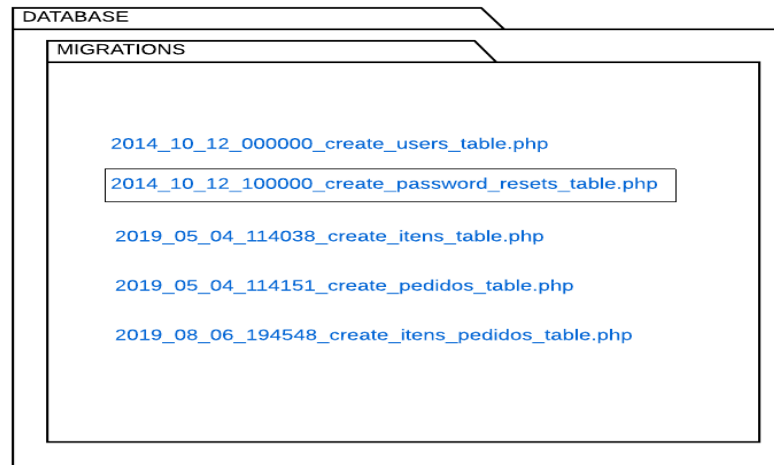 DATABASE
MIGRATIONS
2014_10_12_000000_create_users_table.php
2014_10_12_100000_create_password_resets_table.php
2019_05_04_114038_create_itens_table.php
2019_05_04_114151_create_pedidos_table.php
2019_08_06_194548_create_itens_pedidos_table.php